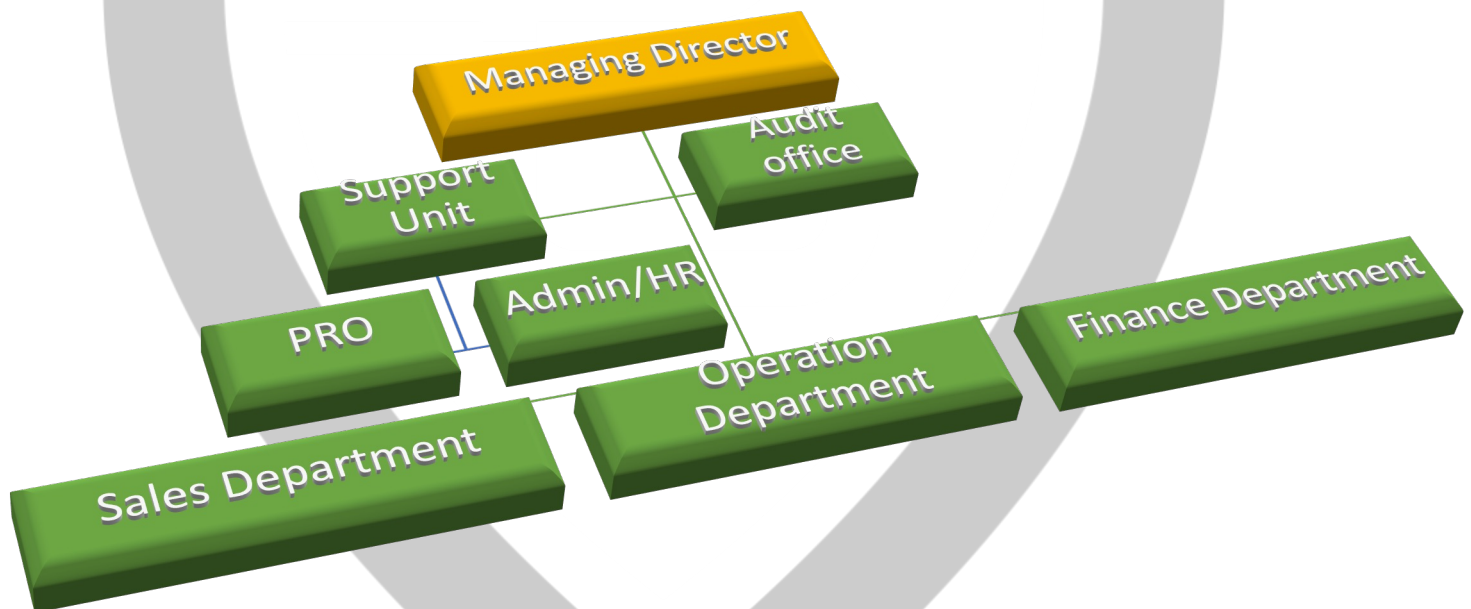 Managing Director
Audit
office
Support
Unit
Admin/HR
PRO
Finance Department
Operation
Department
Sales Department